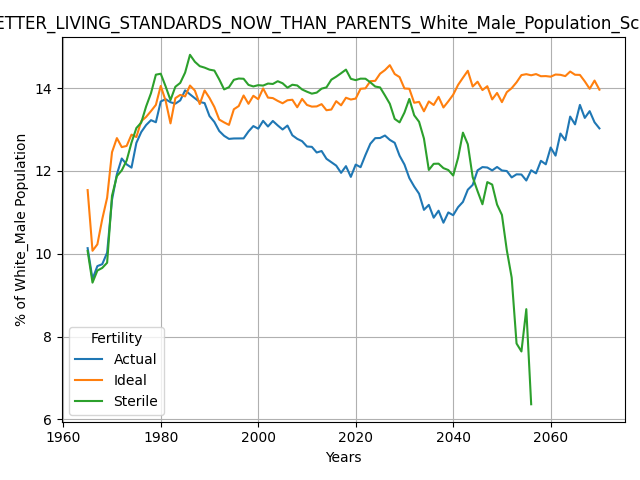 ETTER_LIVING_STANDARDS_NOW_THAN_PARENTS_White_Male_Population_Sc
% of White_Male Population
14
12
10
8
6
Fertility
Actual
Ideal
Sterile
1960 1980 2000 2020 2040 2060
Years